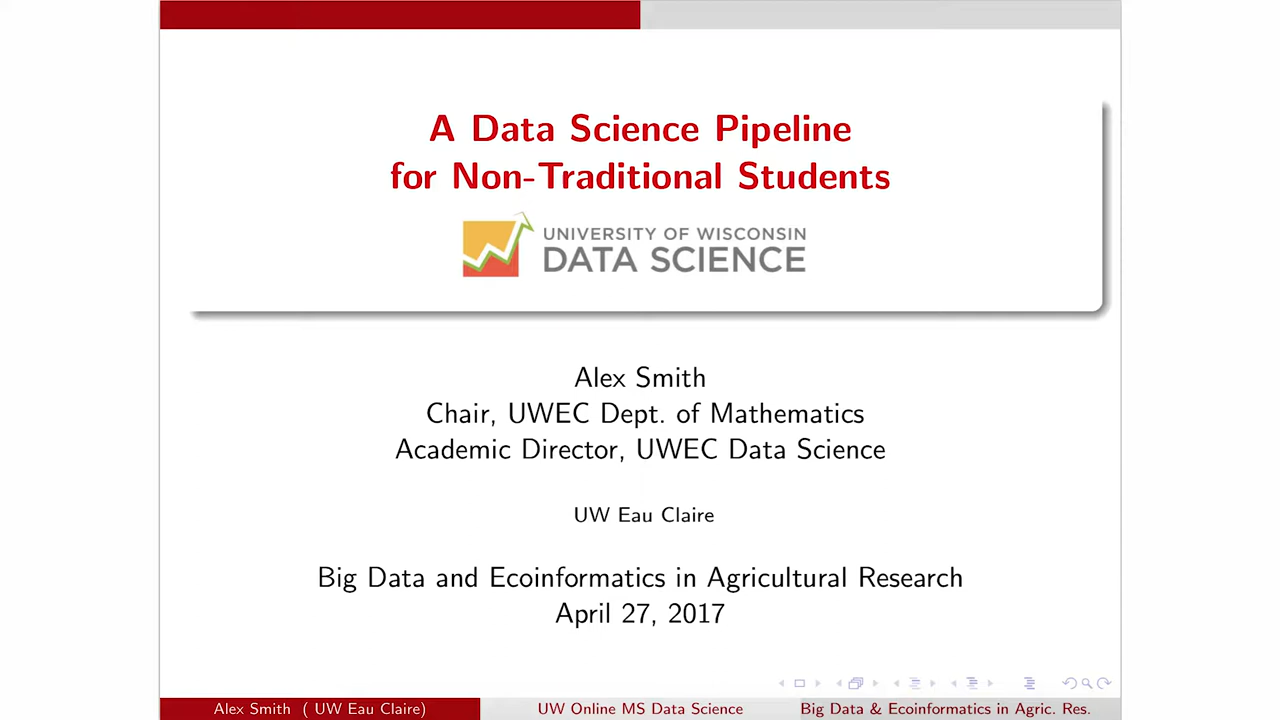 A Data Science Pipeline
for Non-Traditional Students
UNIVERSITY OF WISCONSIN
DATA SCIENCE
Alex Smith
Chair, UWEC Dept. of Mathematics
Academic Director, UWEC Data Science
UW Eau Claire
Big Data and Ecoinformatics in Agricultural Research
April 27, 2017
Alex Smith ( UW Eau Claire)
UW Online MS Data Science
Big Data & Ecoinformatics in Agric. Res.